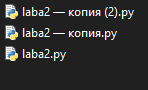 laba2 — копия (2).py
laba2 — копия.py
laba2.py